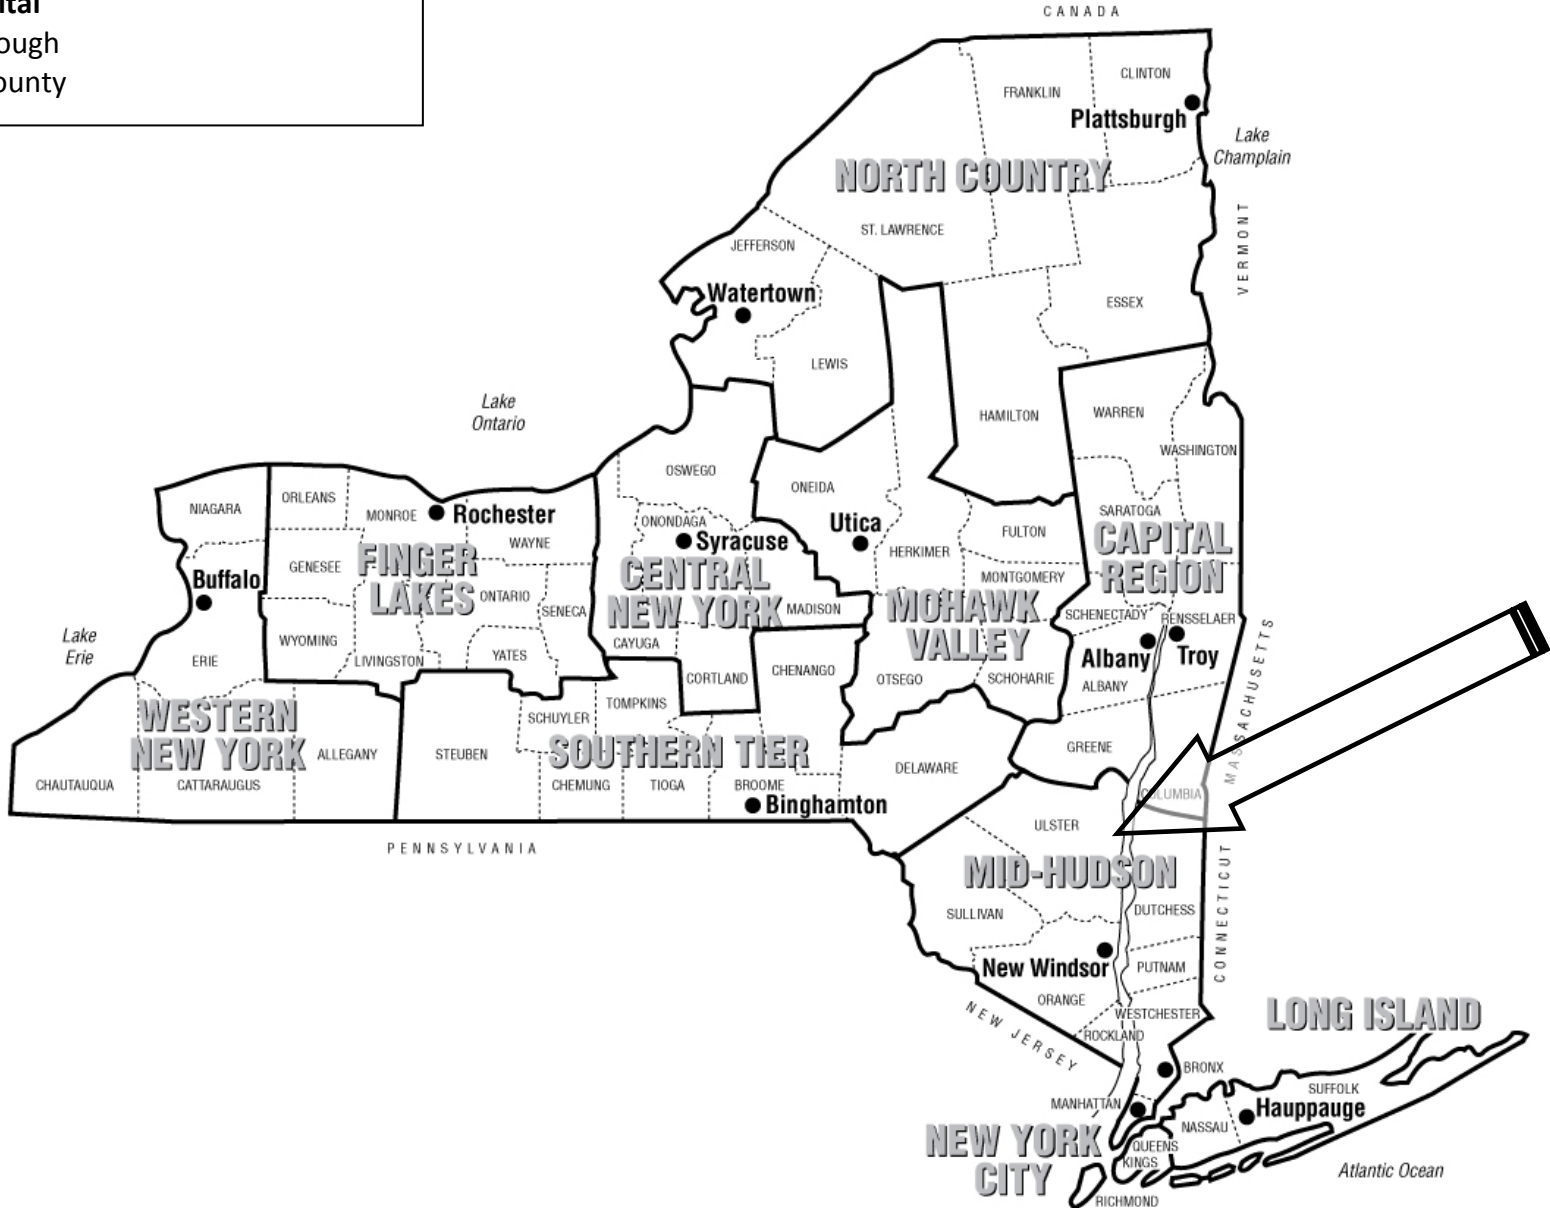 ital
ough
ounty
CANADA
CLINTON
FRANKLIN
Plattsburgh
Lake
Champlain
NORTH COUNTRY
VERMONT
ST. LAWRENCE
JEFFERSON
Watertown
ESSEX
LEWIS
Lake
Ontario
HAMILTON
WARREN
WASHINGTON
OSWEGO
ONEIDA
NIAGARA
ORLEANS
MONROE
Rochester
ONONDAGA
Syracuse
Utica
SARATOGA
FULTON
WAYNE
HERKIMER
CAPITAL
REGION
GENESEE
FINGER
LAKES
Buffalo
CENTRAL
NEW YORK
MONTGOMERY
ONTARIO
SENECA
MADISON
MOHAWK
VALLEY
SCHENECTADY
RENSSELAER
Lake
Erie
WYOMING
CAYUGA
LIVINGSTON
YATES
ERIE
CHENANGO
CORTLAND
OTSEGO
SCHOHARIE
Albany
Troy
ALBANY
MASSACHUSETTS
TOMPKINS
SCHUYLER
WESTERN
NEW YORK
ALLEGANY
STEUBEN
SOUTHERN TIER
GREENE
DELAWARE
CHAUTAUQUA
CATTARAUGUS
CHEMUNG
TIOGA
BROOME
Binghamton
COLUMBIA
ULSTER
PENNSYLVANIA
MID-HUDSON
CONNECTICUT
SULLIVAN
DUTCHESS
New Windsor
PUTNAM
ORANGE
WESTCHESTER
ROCKLAND
NEW JERSEY
LONG ISLAND
BRONX
SUFFOLK
MANHATTAN
Hauppauge
NASSAU
NEW YORK
CITY
QUEENS
KINGS
Atlantic Ocean
RICHMOND